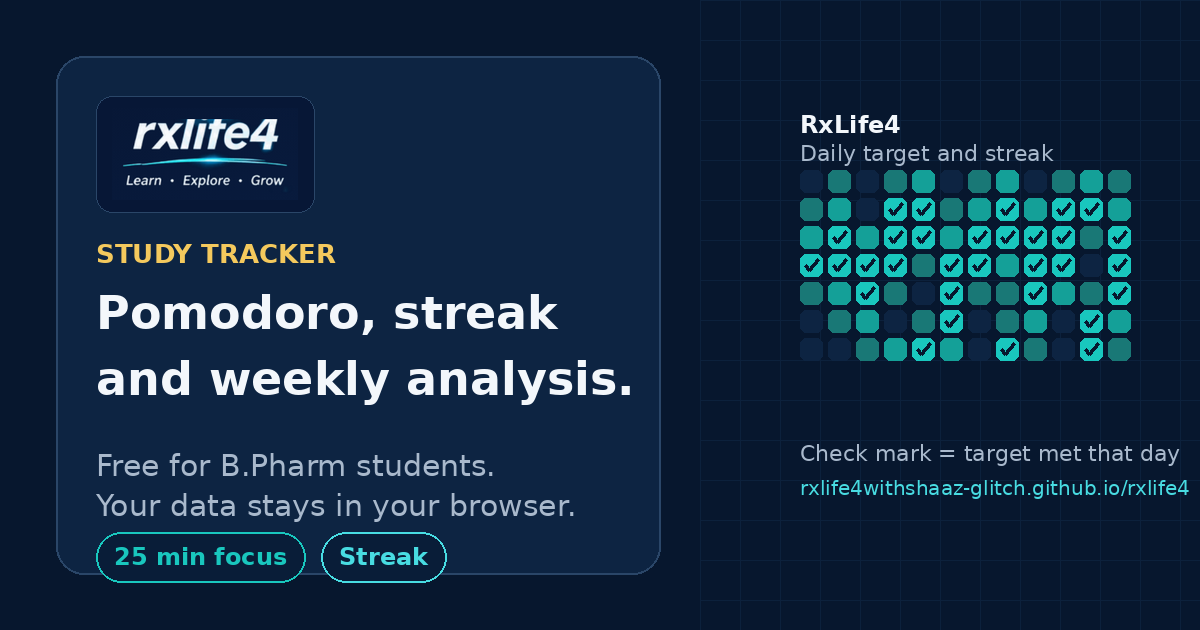 rxlife4
Learn • Explore • Grow
STUDY TRACKER
Pomodoro, streak
and weekly analysis.
Free for B.Pharm students.
Your data stays in your browser.
25 min focus
Streak
RxLife4
Daily target and streak
Check mark = target met that day
rxlife4withshaaz-glitch.github.io/rxlife4